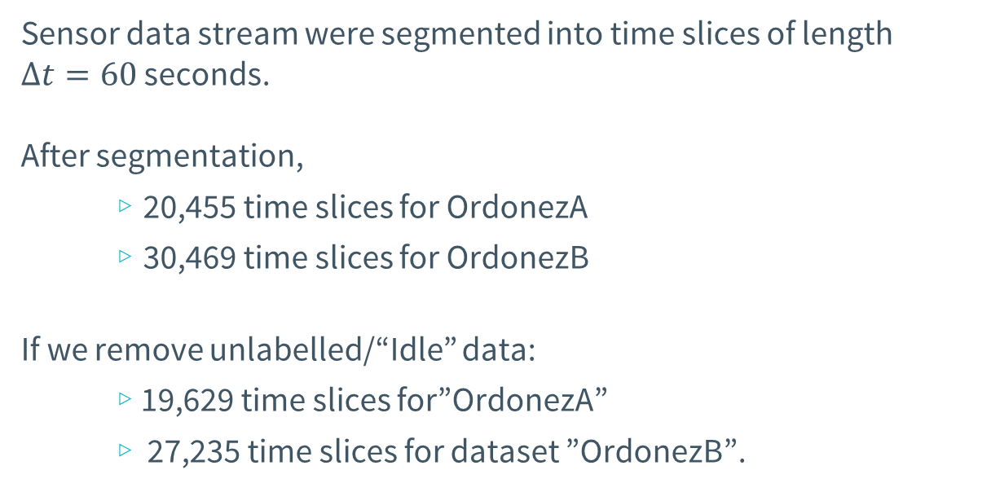 Sensor data stream were segmented into time slices of length
Δt = 60 seconds.
After segmentation,
▷ 20,455 time slices for OrdonezA
▷ 30,469 time slices for OrdonezB
If we remove unlabelled/“Idle” data:
▷ 19,629 time slices for”OrdonezA”
▷ 27,235 time slices for dataset ”OrdonezB”.